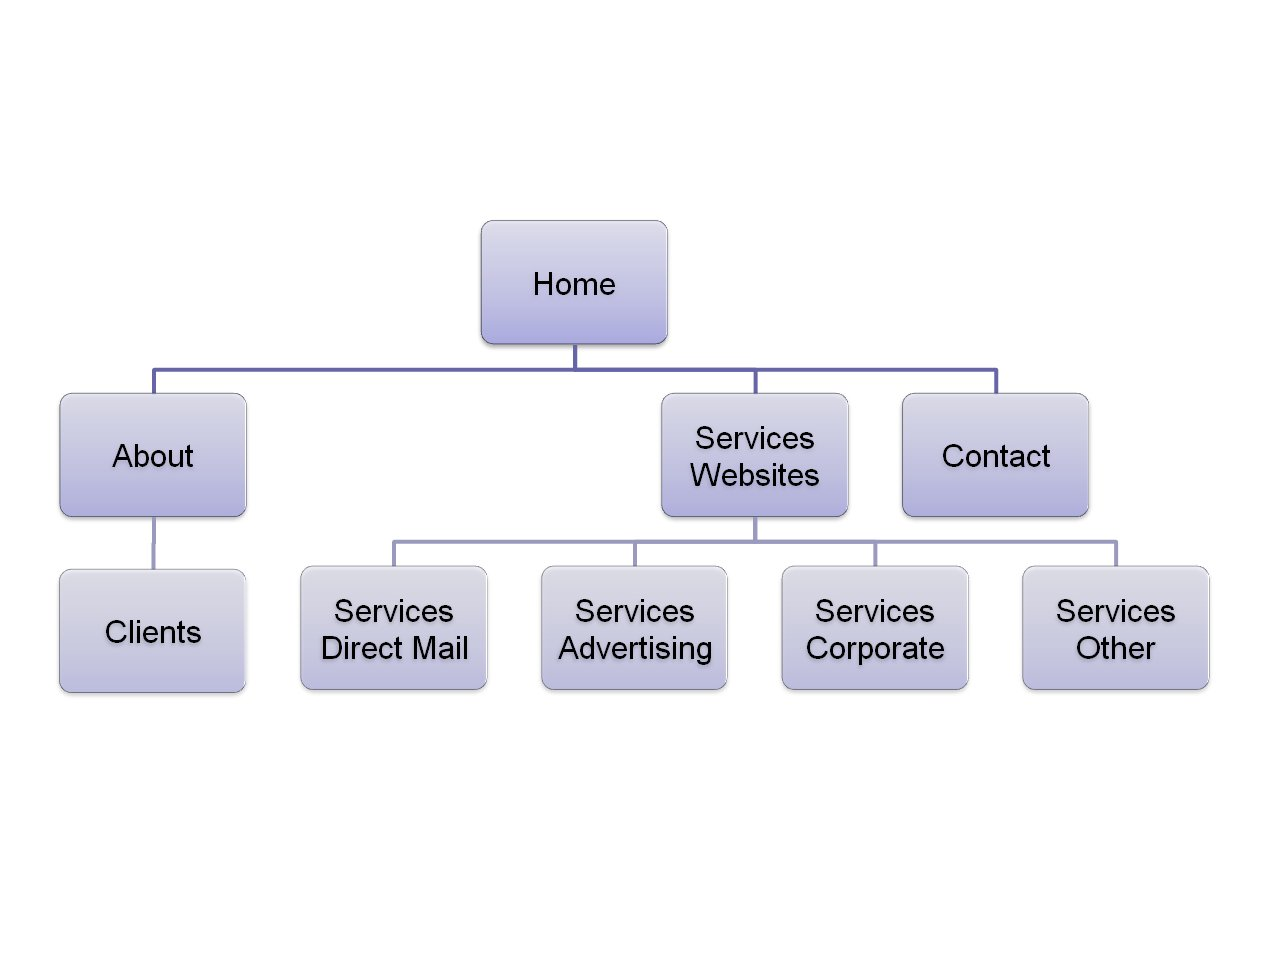 Home
About
Services
Websites
Contact
Clients
Services
Direct Mail
Services
Advertising
Services
Corporate
Services
Other